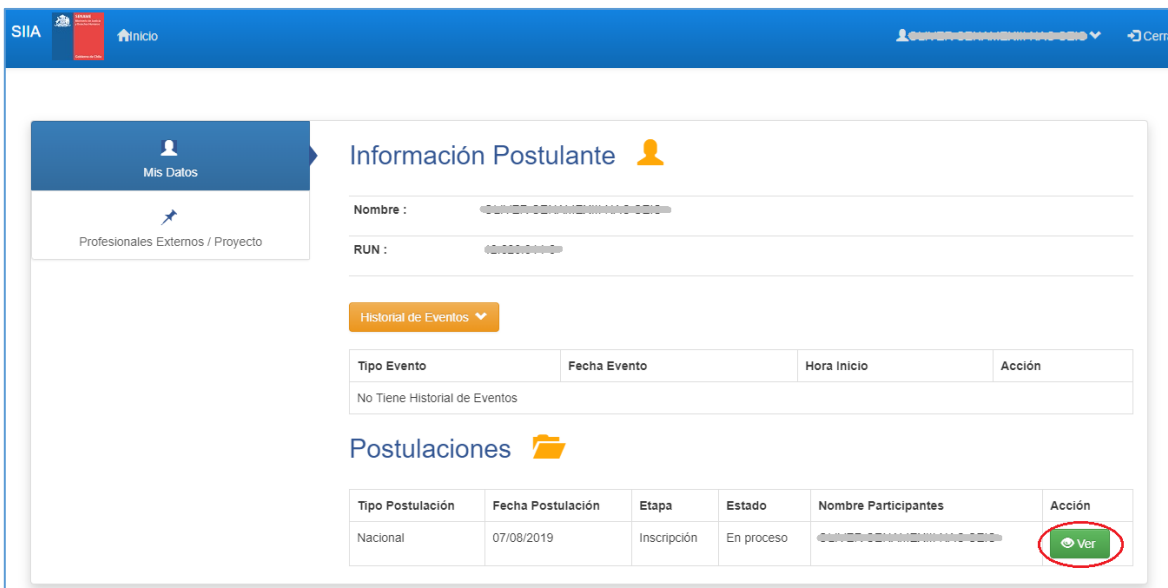 SIIA
Inicio
Cerra
Mis Datos
Profesionales Externos / Proyecto
Información Postulante
Nombre :
RUN :
Historial de Eventos
Tipo Evento Fecha Evento Hora Inicio Acción
No Tiene Historial de Eventos
Postulaciones
Tipo Postulación Fecha Postulación Etapa Estado Nombre Participantes Acción
Nacional 07/08/2019 Inscripción En proceso Ver